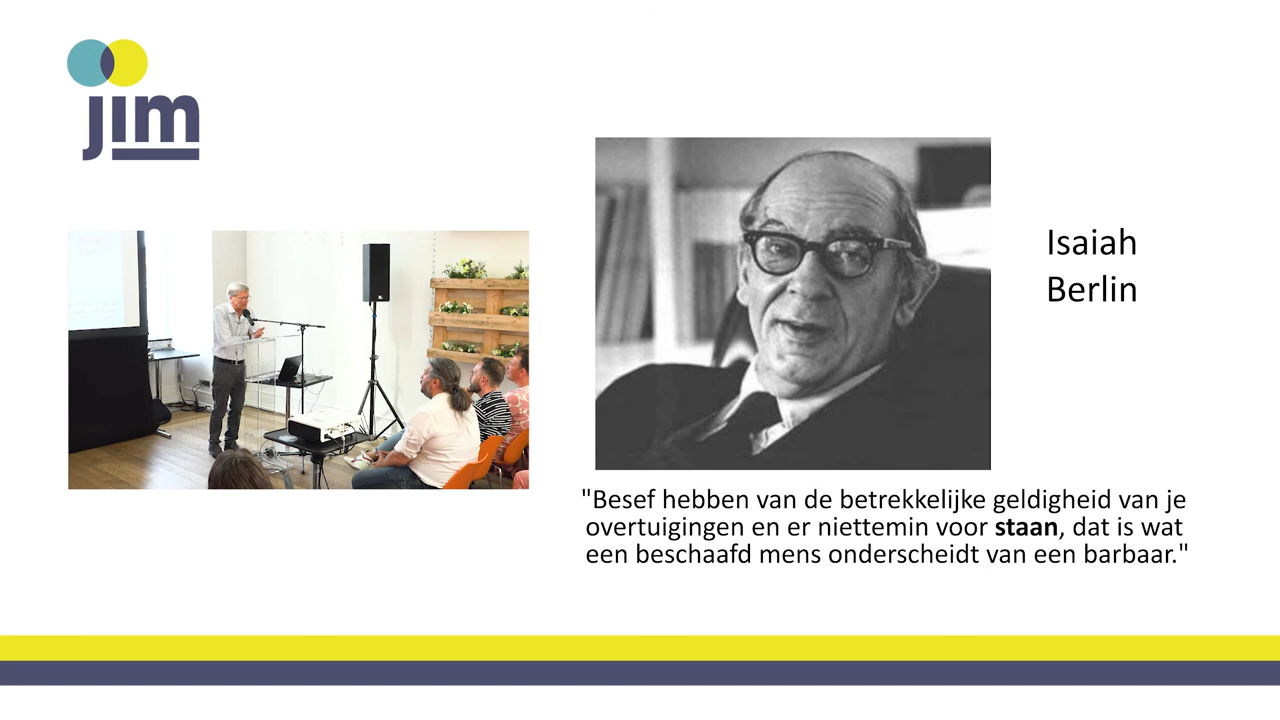 jim
Isaiah
Berlin
"Besef hebben van de betrekkelijke geldigheid van je
overtuigingen en er niettemin voor staan, dat is wat
een beschaafd mens onderscheidt van een barbaar."